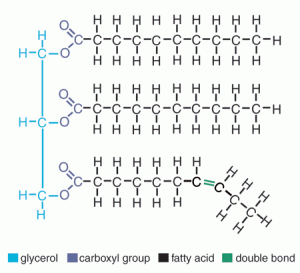 O H H H H H H H H H
H
C C C C C C C C C C H
H C O H H H H H H H H H
O H H H H H H H H H
C C C C C C C C C C H
H C O H H H H H H H H H
O H H H H H H H
C C C C C C C C H H H
H C O H H H H H C C H
H H H H
glycerol carboxyl group fatty acid double bond